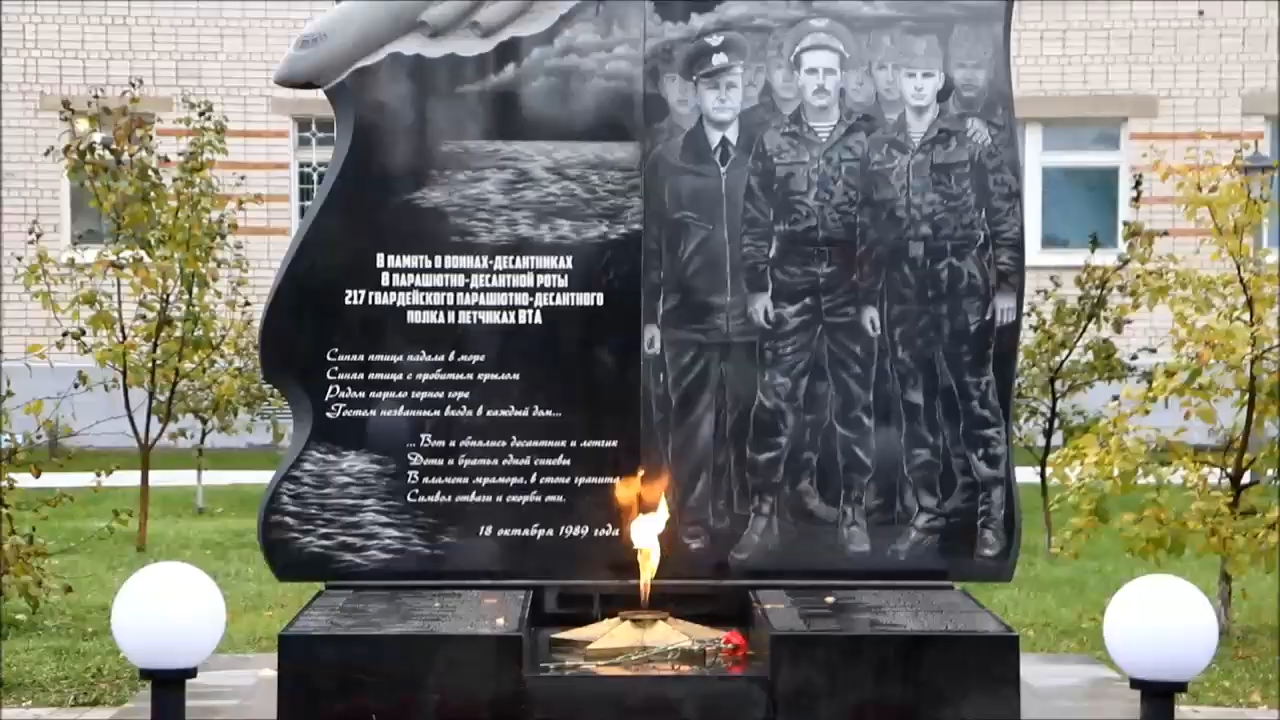 В ПАМЯТЬ О ВОИНАХ-ДЕСАНТНИКАХ
8 ПАРАШЮТНО-ДЕСАНТНОЙ РОТЫ
217 ГВАРДЕЙСКОГО ПАРАШЮТНО-ДЕСАНТНОГО
ПОЛКА И ЛЕТЧИКАХ ВТА
Синяя птица падала в море
Синяя птица с пробитым крылом
Рядом парило черное горе
Гостем незванным входя в каждый дом...
... Вот и обнялись десантник и летчик
Дети и братья одной синевы
В пламени мрамора, в стоне гранита
Символ отваги и скорби они.
18 октября 1989 года